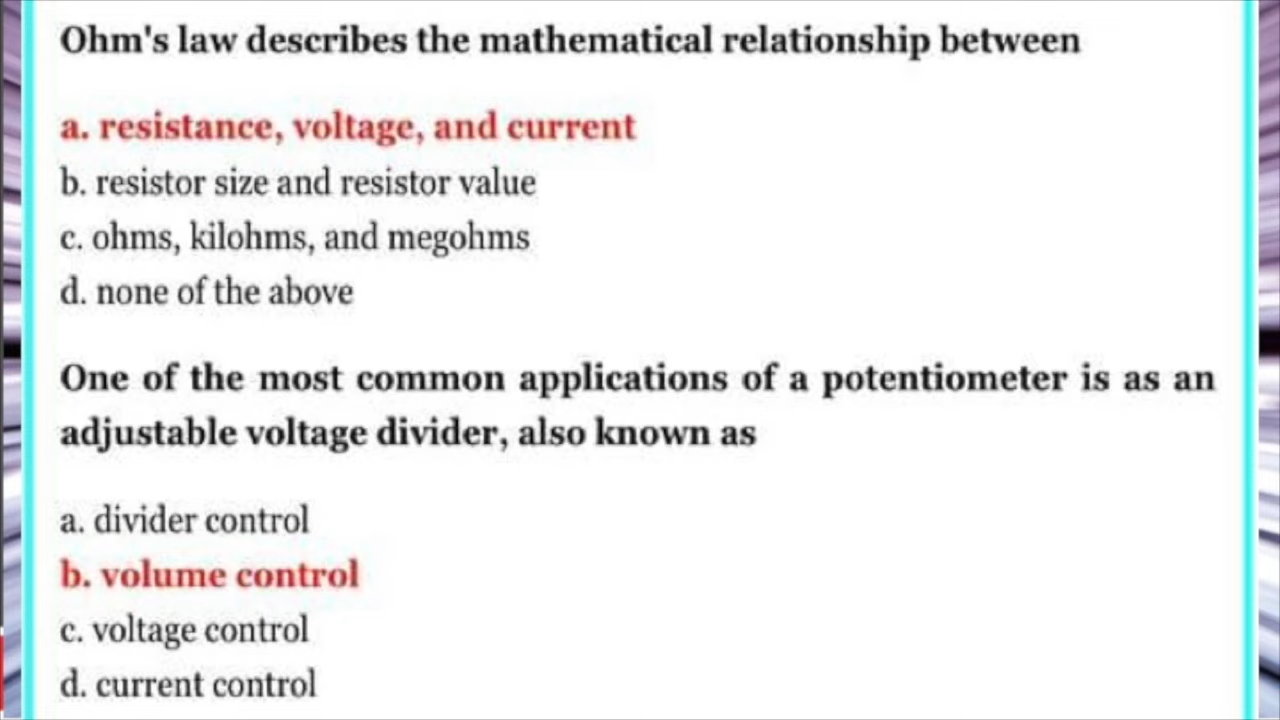 Ohm's law describes the mathematical relationship between
a. resistance, voltage, and current
b. resistor size and resistor value
c. ohms, kilohms, and megohms
d. none of the above
One of the most common applications of a potentiometer is as an
adjustable voltage divider, also known as
a. divider control
b. volume control
c. voltage control
d. current control